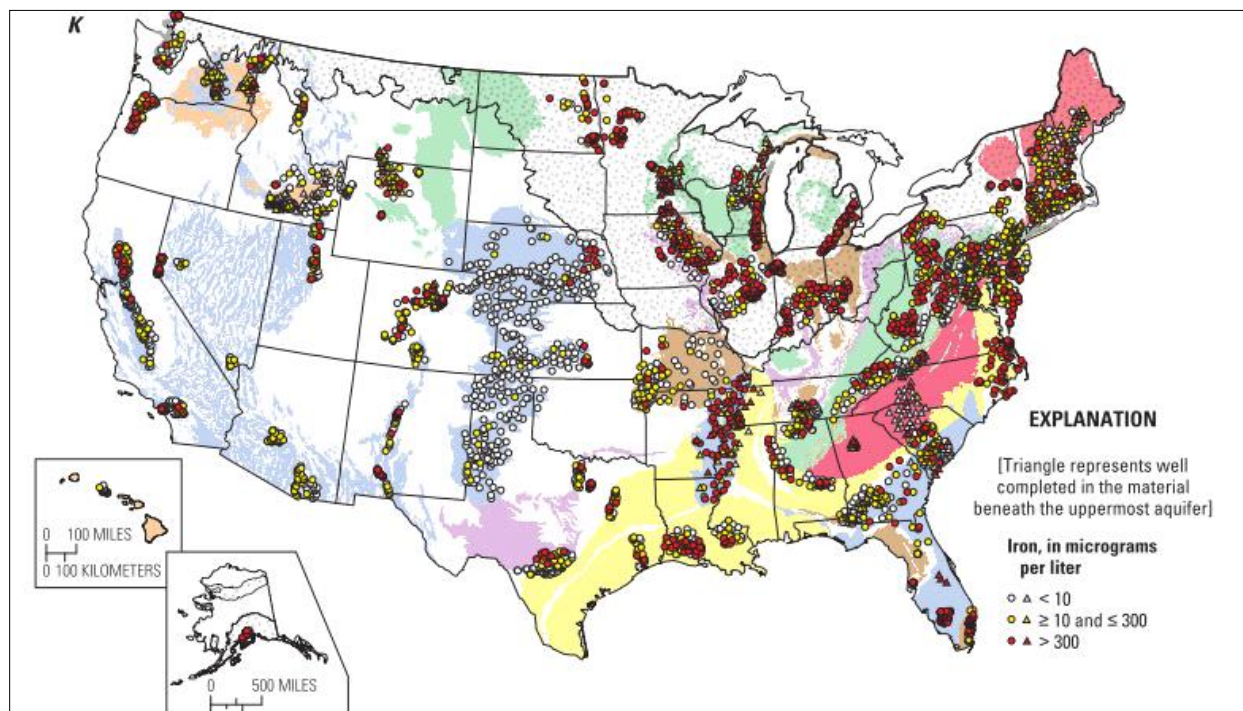 K
EXPLANATION
[Triangle represents well
completed in the material
beneath the uppermost aquifer]
Iron, in micrograms
per liter
< 10
≥ 10 and ≤ 300
> 300
0 100 MILES
0 100 KILOMETERS
0 500 MILES